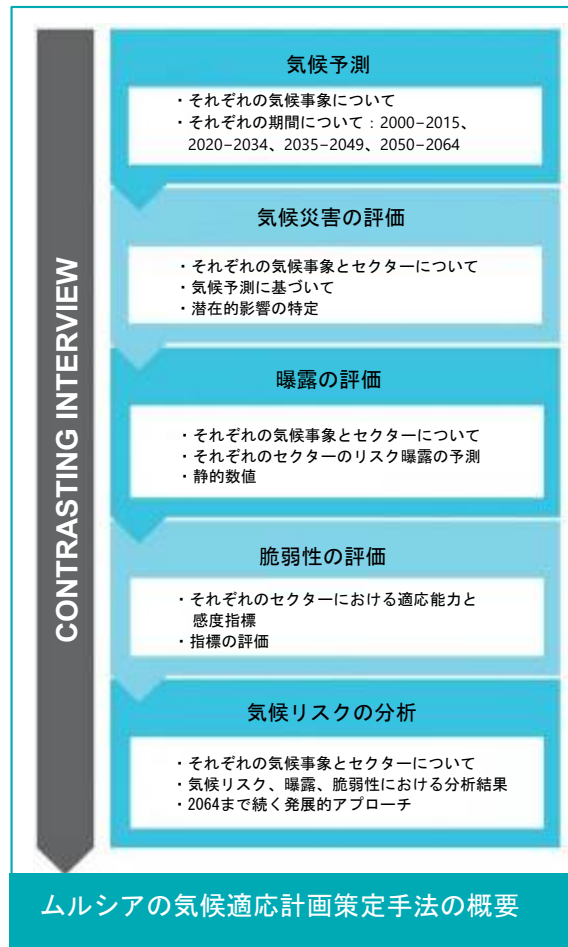 CONTRASTING INTERVIEW
気候予測
・それぞれの気候事象について
・それぞれの期間について：2000−2015、
2020−2034、2035−2049、2050−2064
気候災害の評価
・それぞれの気候事象とセクターについて
・気候予測に基づいて
・潜在的影響の特定
曝露の評価
・それぞれの気候事象とセクターについて
・それぞれのセクターのリスク曝露の予測
・静的数値
脆弱性の評価
・それぞれのセクターにおける適応能力と
感度指標
・指標の評価
気候リスクの分析
・それぞれの気候事象とセクターについて
・気候リスク、曝露、脆弱性における分析結果
・2064まで続く発展的アプローチ
ムルシアの気候適応計画策定手法の概要